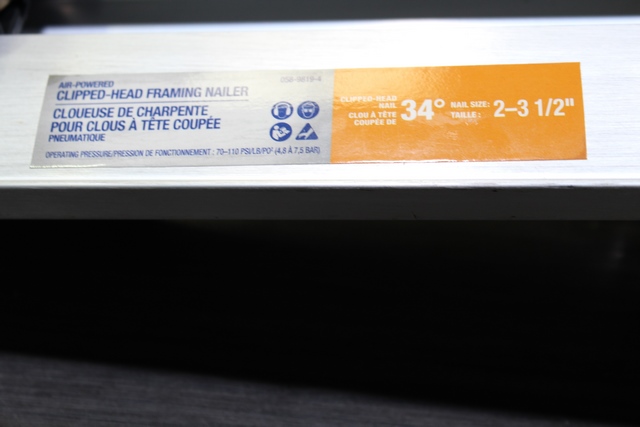 AIR-POWERED
CLIPPED-HEAD FRAMING NAILER
CLOUEUSE DE CHARPENTE
POUR CLOUS À TÊTE COUPÉE
PNEUMATIQUE
OPERATING PRESSURE/PRESSION DE FONCTIONNEMENT : 70–110 PSI/LB/PO² (4,8 À 7,5 BAR)
CLIPPED-HEAD
NAIL
CLOU À TÊTE
COUPÉE DE
34°
NAIL SIZE:
TAILLE :
2–3 1/2"